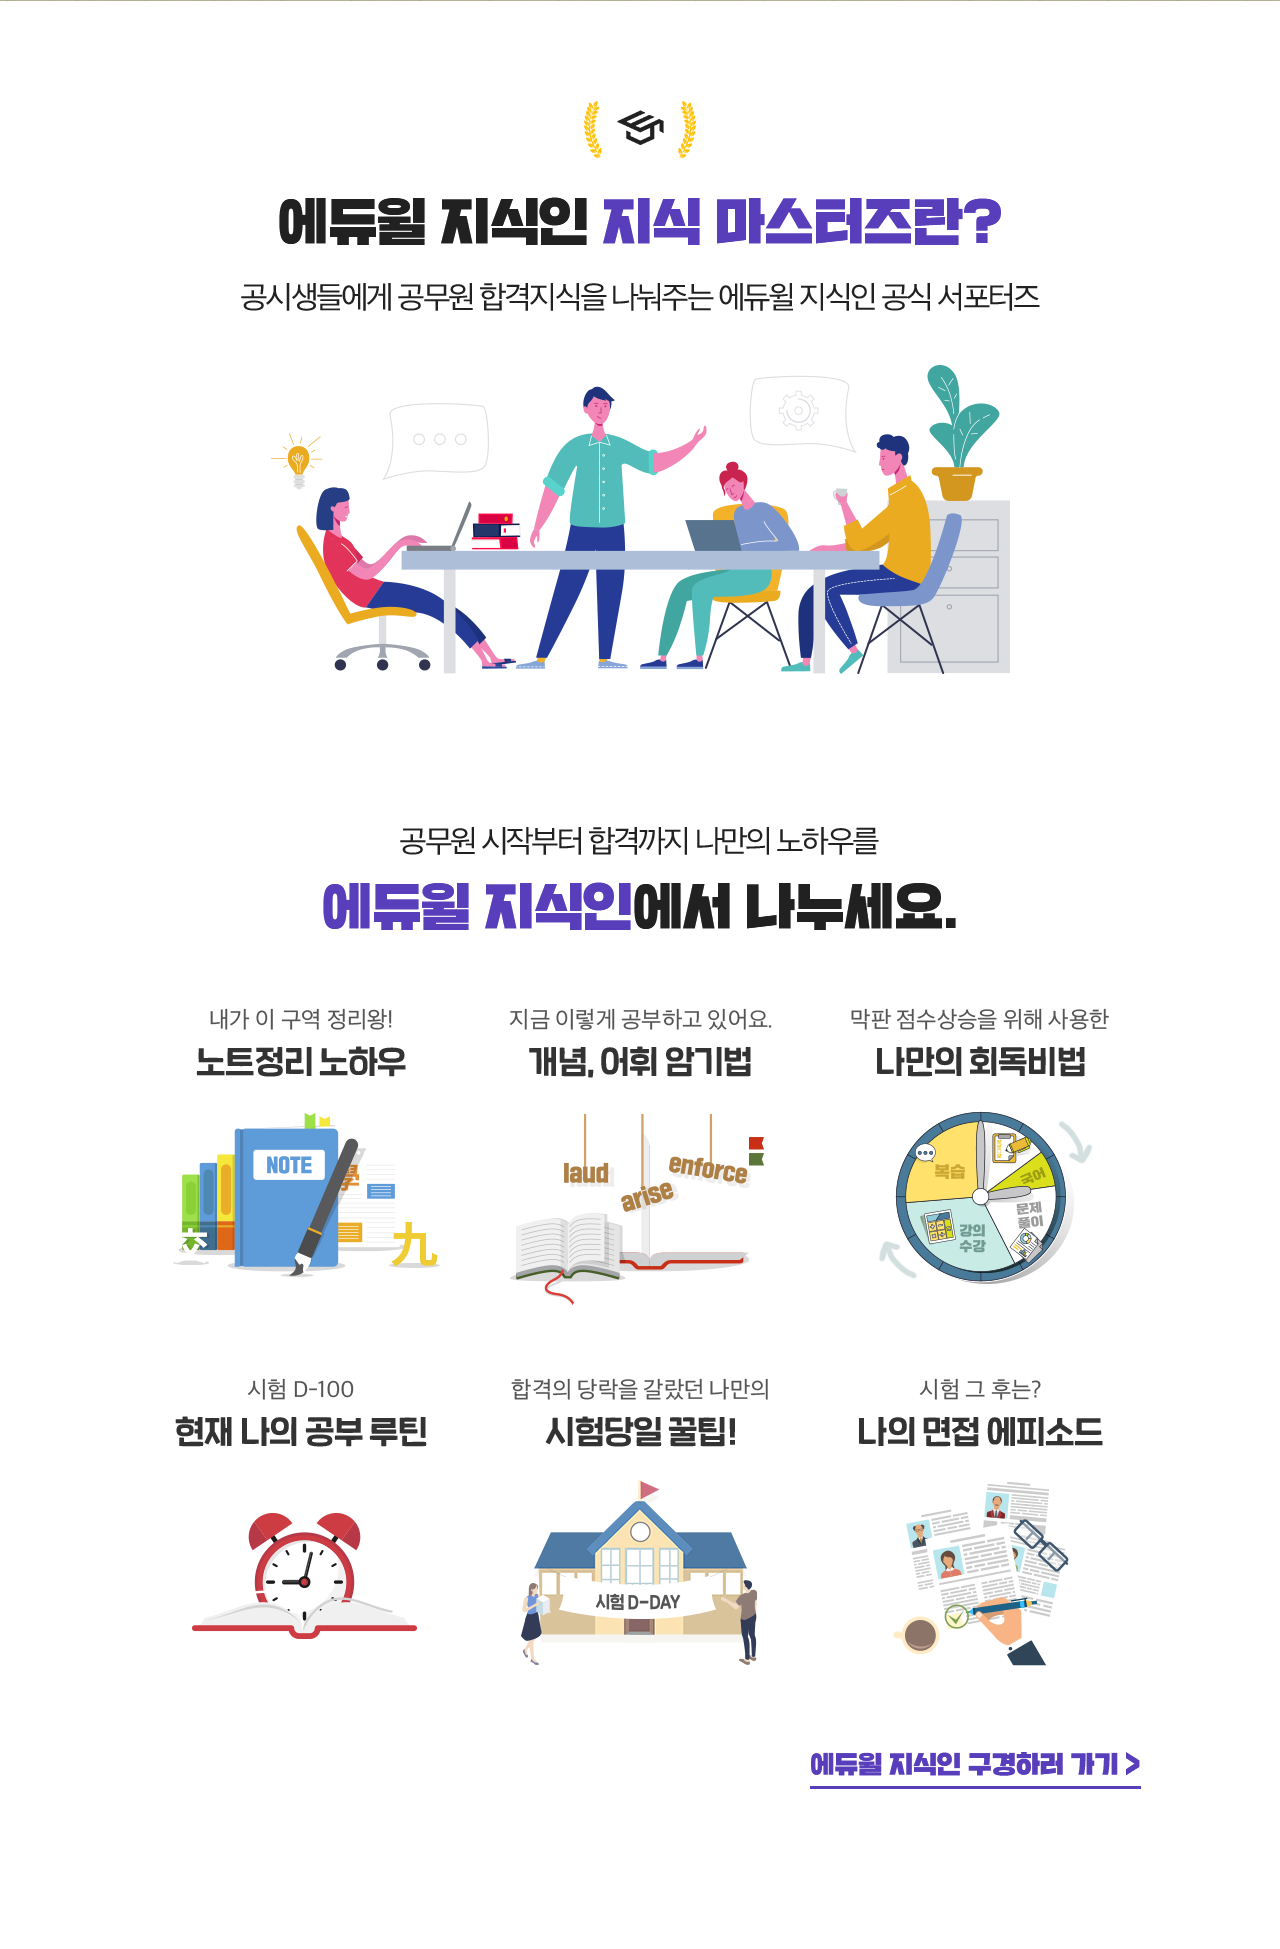 에듀윌 지식인 지식 마스터즈란?
공시생들에게 공무원 합격지식을 나눠주는 에듀윌 지식인 공식 서포터즈
공무원 시작부터 합격까지 나만의 노하우를
에듀윌 지식인에서 나누세요.
내가 이 구역 정리왕!
노트정리 노하우
NOTE
學
ᄎ
九
지금 이렇게 공부하고 있어요.
개념, 어휘 암기법
laud
arise
enforce
막판 점수상승을 위해 사용한
나만의 회독비법
복습
국어
문제
풀이
강의
수강
시험 D-100
현재 나의 공부 루틴
합격의 당락을 갈랐던 나만의
시험당일 꿀팁!
시험 D-DAY
시험 그 후는?
나의 면접 에피소드
에듀윌 지식인 구경하러 가기 >